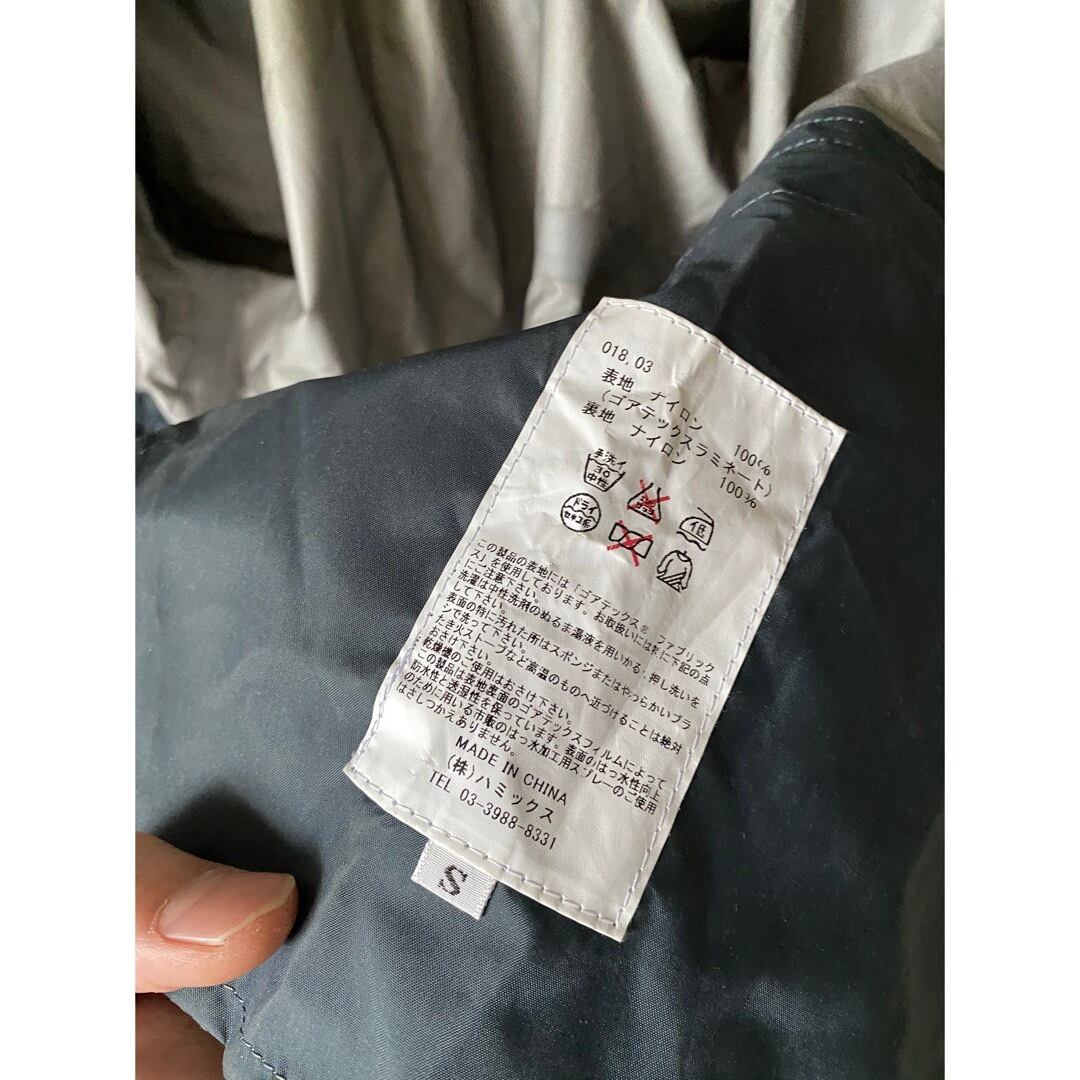 018,03
表地 ナイロン 100%
(ゴアテックスラミネート)
裏地 ナイロン 100%
手洗イ
30
中性
低
ドライ
セキユ系
この製品の表地には「ゴアテックス® ファブリック
ス」を使用しております。お取扱いには特に下記の点
にご注意下さい。
洗濯は中性洗剤のぬるま湯液を用いかるく押し洗いを
して下さい。
表面の特に汚れた所はスポンジまたはやわらかいブラ
シで洗って下さい。
たき火ストーブなど高温のものへ近づけることは絶対
おさけ下さい。
乾燥機のご使用はおさけ下さい。
この製品は表地表面のゴアテックスフィルムによって
防水性と透湿性を保っています。表面のはっ水性向上
のために用いる市販のはっ水加工用スプレーのご使用
はさしつかえありません。
MADE IN CHINA
(株)ハミックス
TEL 03-3988-8331
S